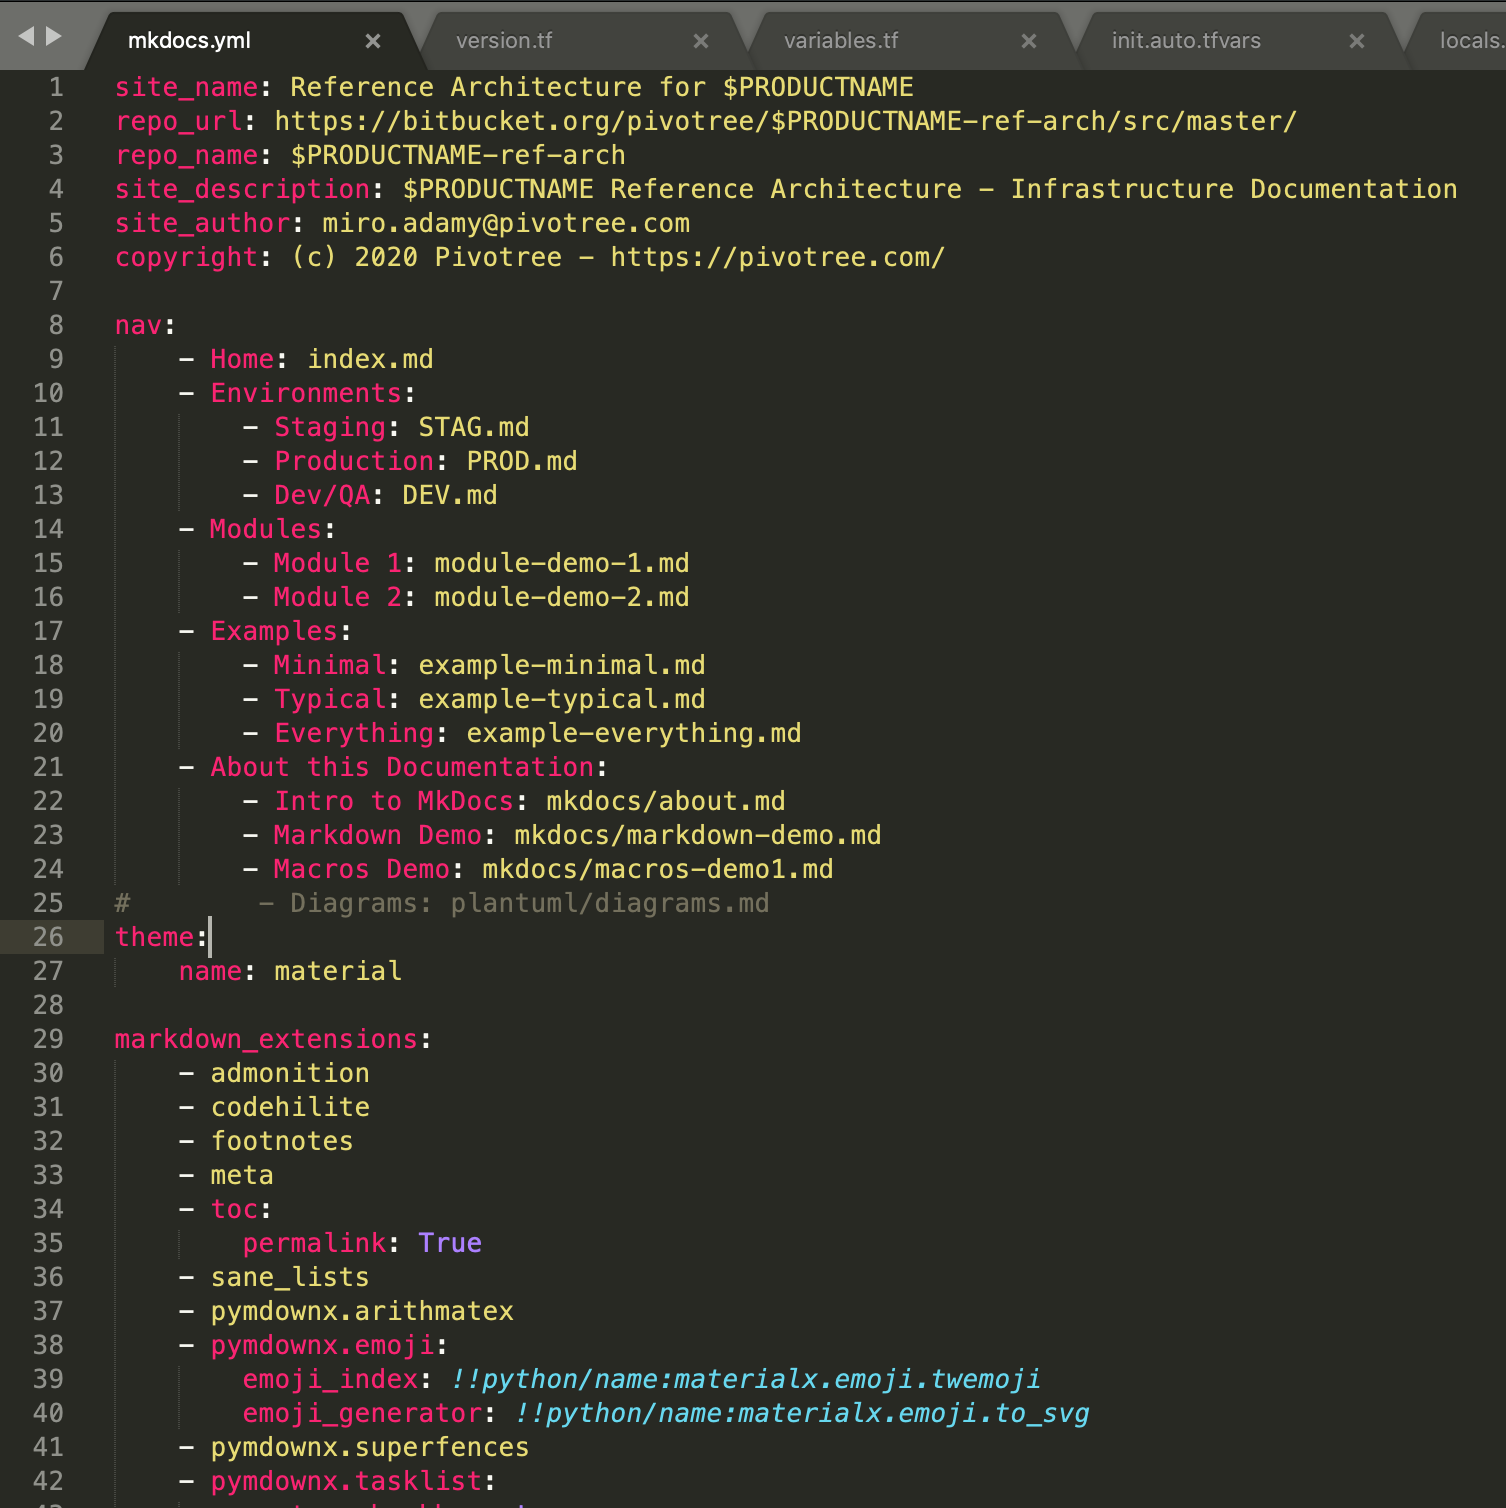 mkdocs.yml × version.tf × variables.tf × init.auto.tfvars × locals.
1 site_name: Reference Architecture for $PRODUCTNAME
2 repo_url: https://bitbucket.org/pivotree/$PRODUCTNAME-ref-arch/src/master/
3 repo_name: $PRODUCTNAME-ref-arch
4 site_description: $PRODUCTNAME Reference Architecture - Infrastructure Documentation
5 site_author: miro.adamy@pivotree.com
6 copyright: (c) 2020 Pivotree - https://pivotree.com/
7
8 nav:
9     - Home: index.md
10     - Environments:
11         - Staging: STAG.md
12         - Production: PROD.md
13         - Dev/QA: DEV.md
14     - Modules:
15         - Module 1: module-demo-1.md
16         - Module 2: module-demo-2.md
17     - Examples:
18         - Minimal: example-minimal.md
19         - Typical: example-typical.md
20         - Everything: example-everything.md
21     - About this Documentation:
22         - Intro to MkDocs: mkdocs/about.md
23         - Markdown Demo: mkdocs/markdown-demo.md
24         - Macros Demo: mkdocs/macros-demo1.md
25 #        - Diagrams: plantuml/diagrams.md
26 theme:
27     name: material
28
29 markdown_extensions:
30     - admonition
31     - codehilite
32     - footnotes
33     - meta
34     - toc:
35         permalink: True
36     - sane_lists
37     - pymdownx.arithmatex
38     - pymdownx.emoji:
39         emoji_index: !!python/name:materialx.emoji.twemoji
40         emoji_generator: !!python/name:materialx.emoji.to_svg
41     - pymdownx.superfences
42     - pymdownx.tasklist: